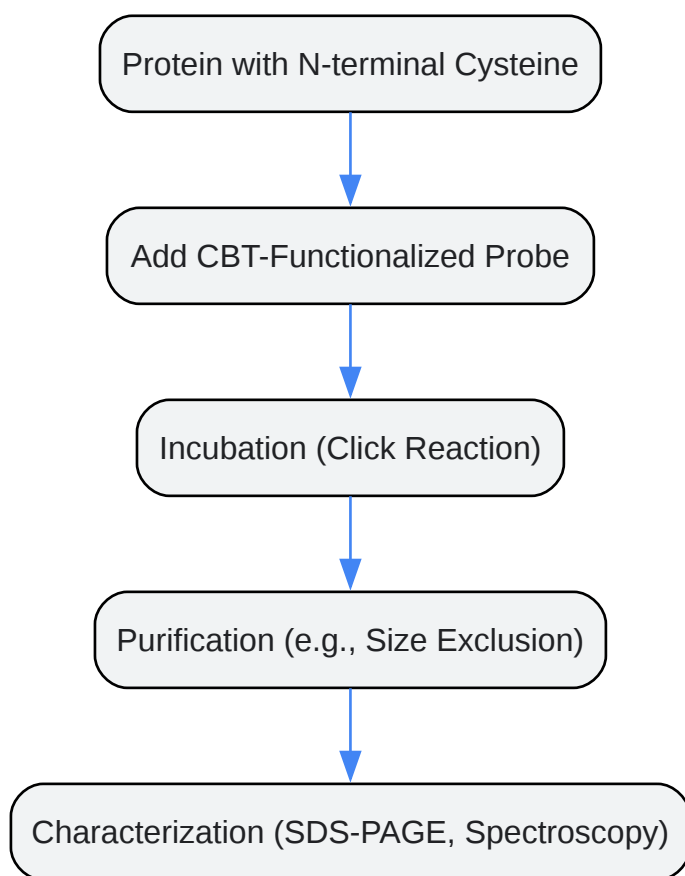 Protein with N-terminal Cysteine
Add CBT-Functionalized Probe
Incubation (Click Reaction)
Purification (e.g., Size Exclusion)
Characterization (SDS-PAGE, Spectroscopy)